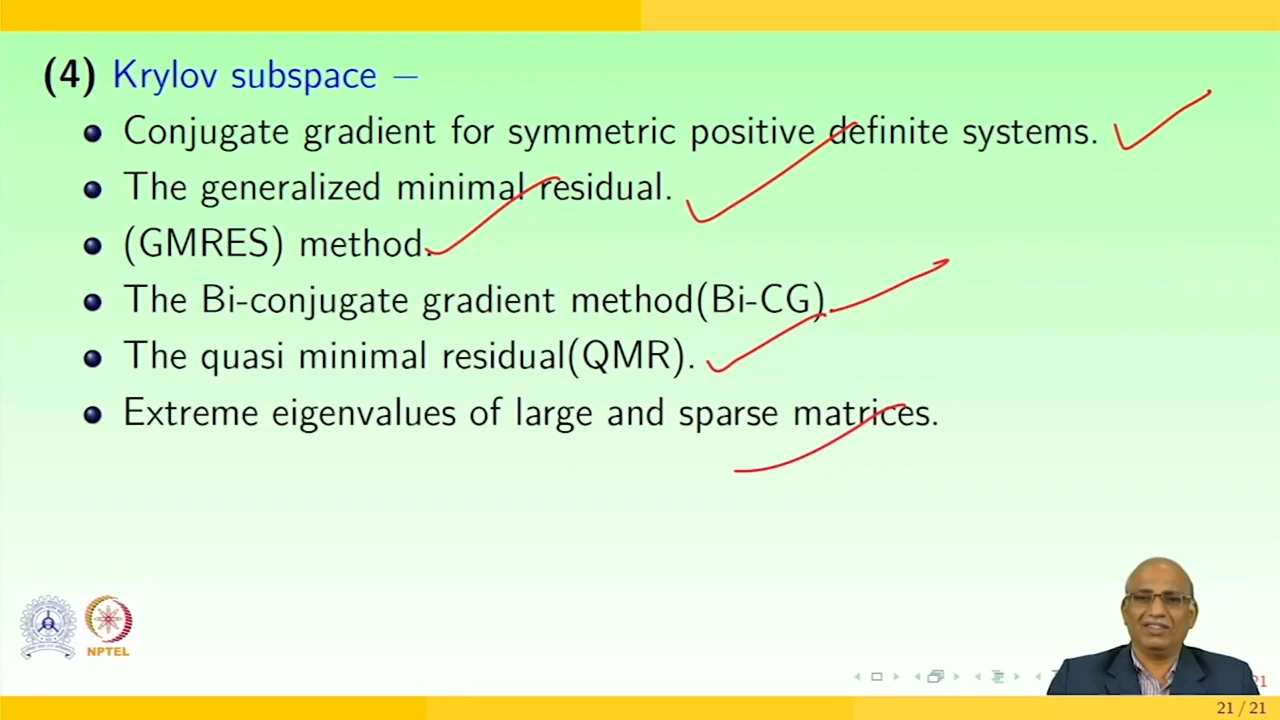 (4) Krylov subspace –
• Conjugate gradient for symmetric positive definite systems.
• The generalized minimal residual.
• (GMRES) method.
• The Bi-conjugate gradient method(Bi-CG).
• The quasi minimal residual(QMR).
• Extreme eigenvalues of large and sparse matrices.
NPTEL
21
21 / 21